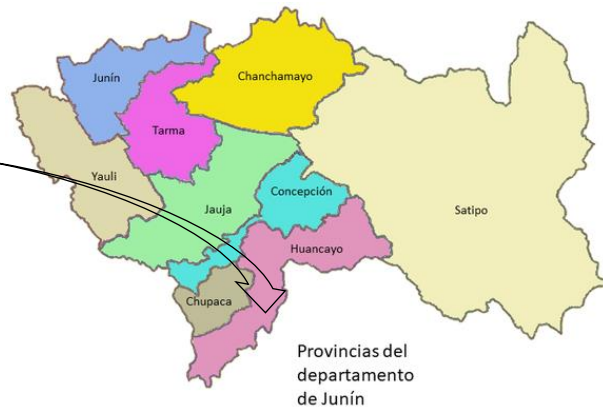 Junín
Chanchamayo
Tarma
Yauli
Concepción
Jauja
Satipo
Huancayo
Chupaca
Provincias del
departamento
de Junín